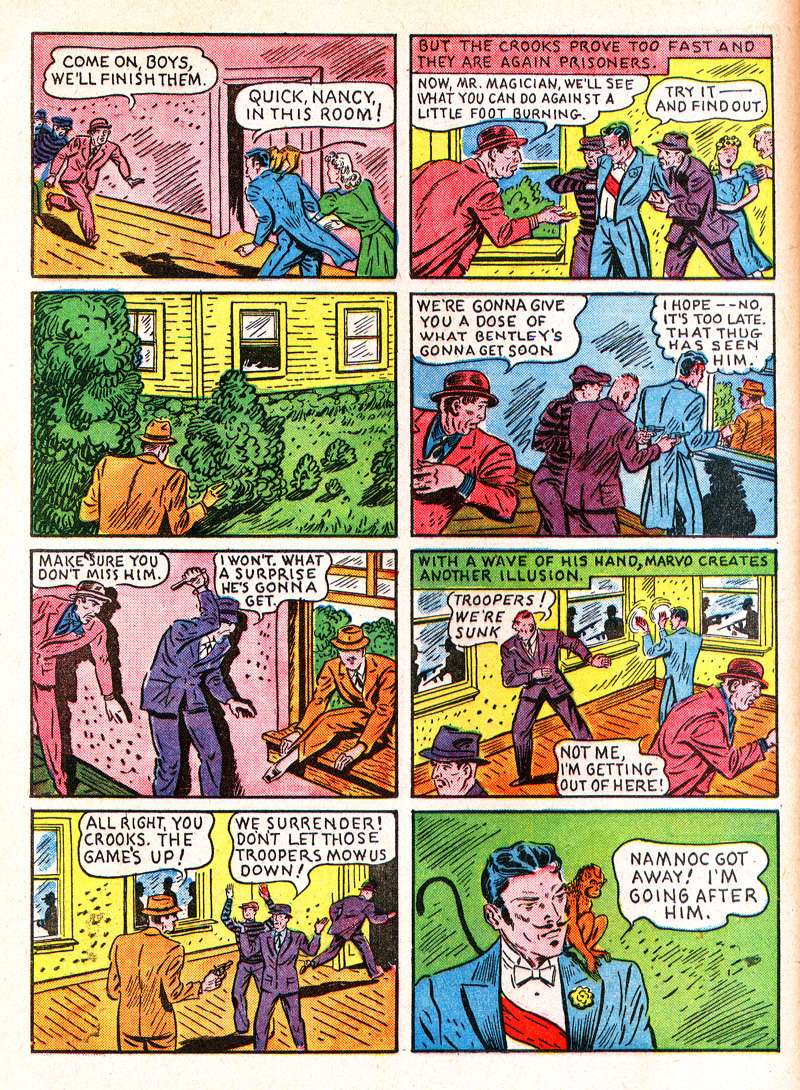 COME ON, BOYS,
WE'LL FINISH THEM.
QUICK, NANCY,
IN THIS ROOM!
BUT THE CROOKS PROVE TOO FAST AND
THEY ARE AGAIN PRISONERS.
NOW, MR. MAGICIAN, WE'LL SEE
WHAT YOU CAN DO AGAINST A
LITTLE FOOT BURNING.
TRY IT —
AND FIND OUT.
WE'RE GONNA GIVE
YOU A DOSE OF
WHAT BENTLEY'S
GONNA GET SOON
I HOPE -- NO,
IT'S TOO LATE.
THAT THUG
HAS SEEN
HIM.
MAKE SURE YOU
DON'T MISS HIM.
I WON'T. WHAT
A SURPRISE
HE'S GONNA
GET.
WITH A WAVE OF HIS HAND, MARVO CREATES
ANOTHER ILLUSION.
TROOPERS!
WE'RE
SUNK
NOT ME,
I'M GETTING
OUT OF HERE!
ALL RIGHT, YOU
CROOKS. THE
GAME'S UP!
WE SURRENDER!
DON'T LET THOSE
TROOPERS MOW US
DOWN!
NAMNOC GOT
AWAY! I'M
GOING AFTER
HIM.